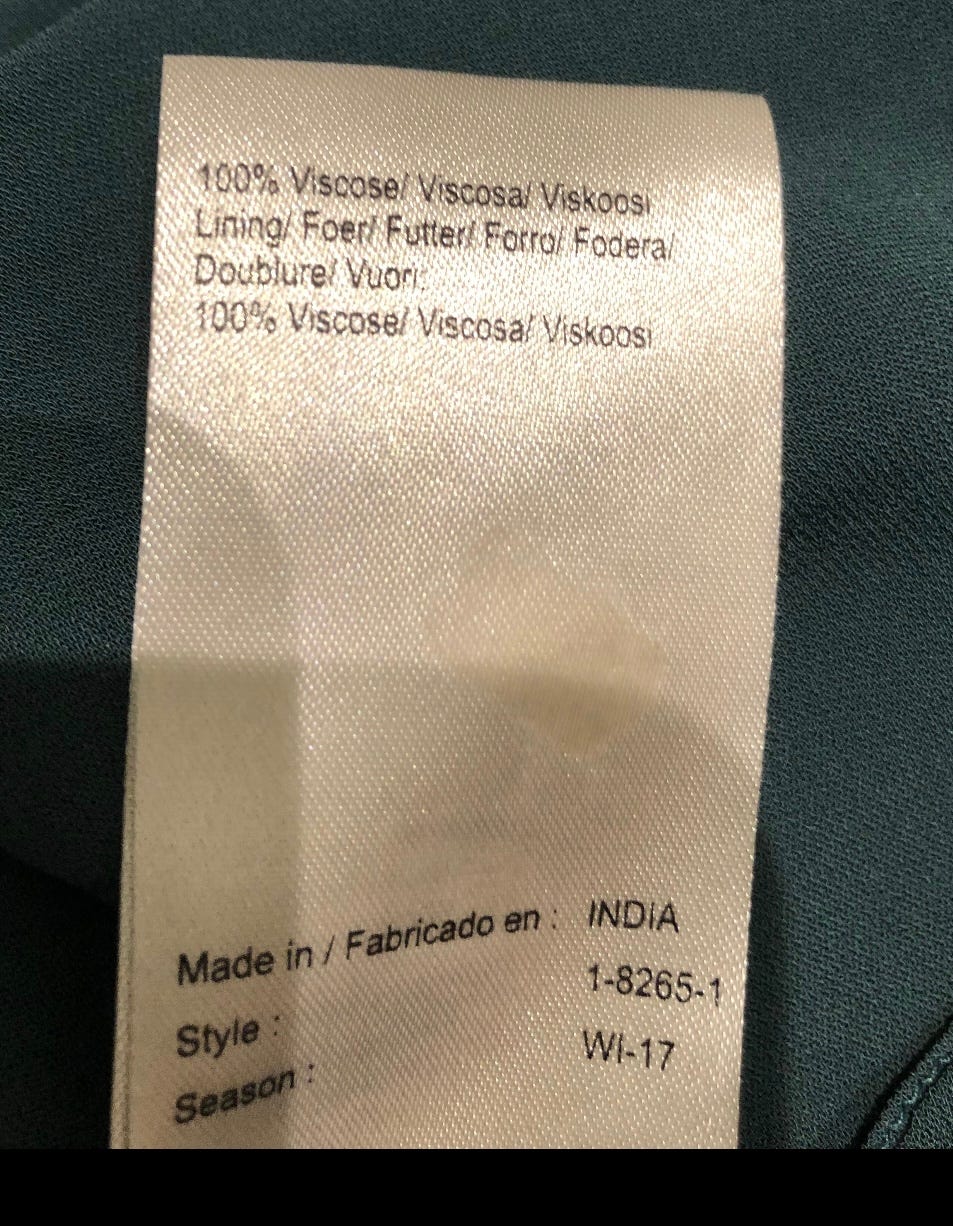 100% Viscose/ Viscosa/ Viskoosi
Lining/ Foer/ Futter/ Forro/ Fodera/
Doublure/ Vuori:
100% Viscose/ Viscosa/ Viskoosi
Made in / Fabricado en : INDIA
Style : 1-8265-1
Season : WI-17